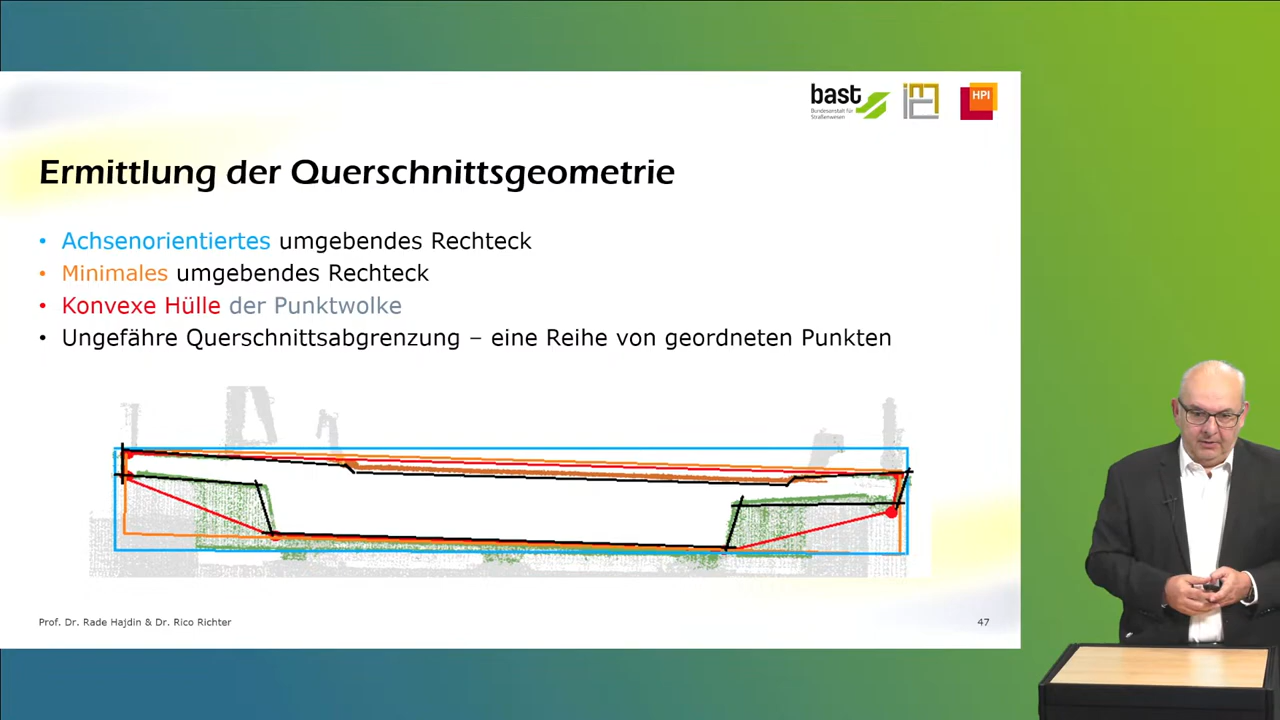 bast
Bundesanstalt für
Straßenwesen
HPI
Ermittlung der Querschnittsgeometrie
• Achsenorientiertes umgebendes Rechteck
• Minimales umgebendes Rechteck
• Konvexe Hülle der Punktwolke
• Ungefähre Querschnittsabgrenzung – eine Reihe von geordneten Punkten
Prof. Dr. Rade Hajdin & Dr. Rico Richter
47